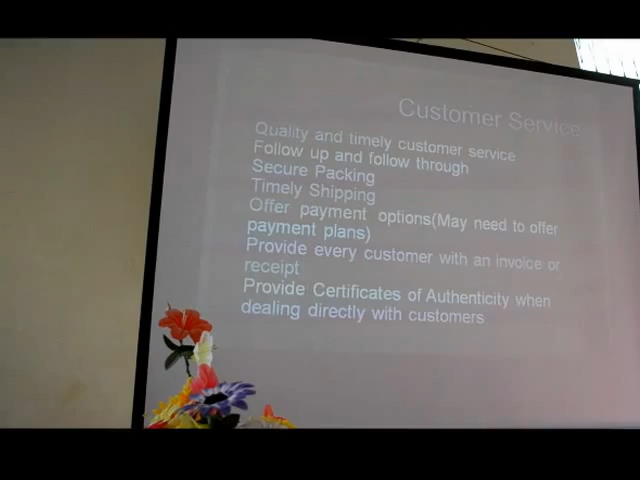 Customer Service
Quality and timely customer service
Follow up and follow through
Secure Packing
Timely Shipping
Offer payment options(May need to offer
payment plans)
Provide every customer with an invoice or
receipt
Provide Certificates of Authenticity when
dealing directly with customers